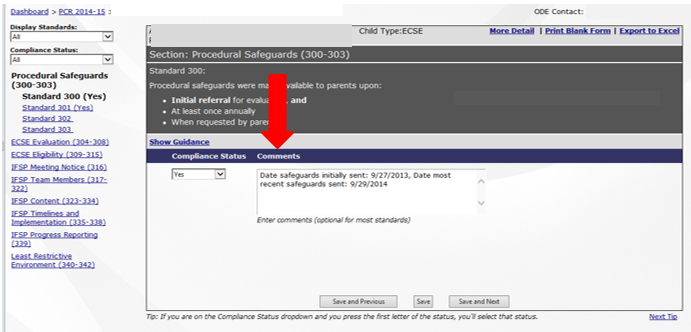 Dashboard > PCR 2014-15 :
ODE Contact:
Display Standards:
All
Compliance Status:
All
Procedural Safeguards
(300-303)
Standard 300 (Yes)
Standard 301 (Yes)
Standard 302
Standard 303
ECSE Evaluation (304-308)
ECSE Eligibility (309-315)
IFSP Meeting Notice (316)
IFSP Team Members (317-
322)
IFSP Content (323-334)
IFSP Timelines and
Implementation (335-338)
IFSP Progress Reporting
(339)
Least Restrictive
Environment (340-342)
Child Type:ECSE
More Detail | Print Blank Form | Export to Excel
Section: Procedural Safeguards (300-303)
Standard 300:
Procedural safeguards were ma vailable to parents upon:
• Initial referral for evalua , and
• At least once annually
• When requested by pare
Show Guidance
Compliance Status Comments
Yes
Date safeguards initially sent: 9/27/2013, Date most
recent safeguards sent: 9/29/2014
Enter comments (optional for most standards)
Save and Previous Save Save and Next
Tip: If you are on the Compliance Status dropdown and you press the first letter of the status, you'll select that status.
Next Tip